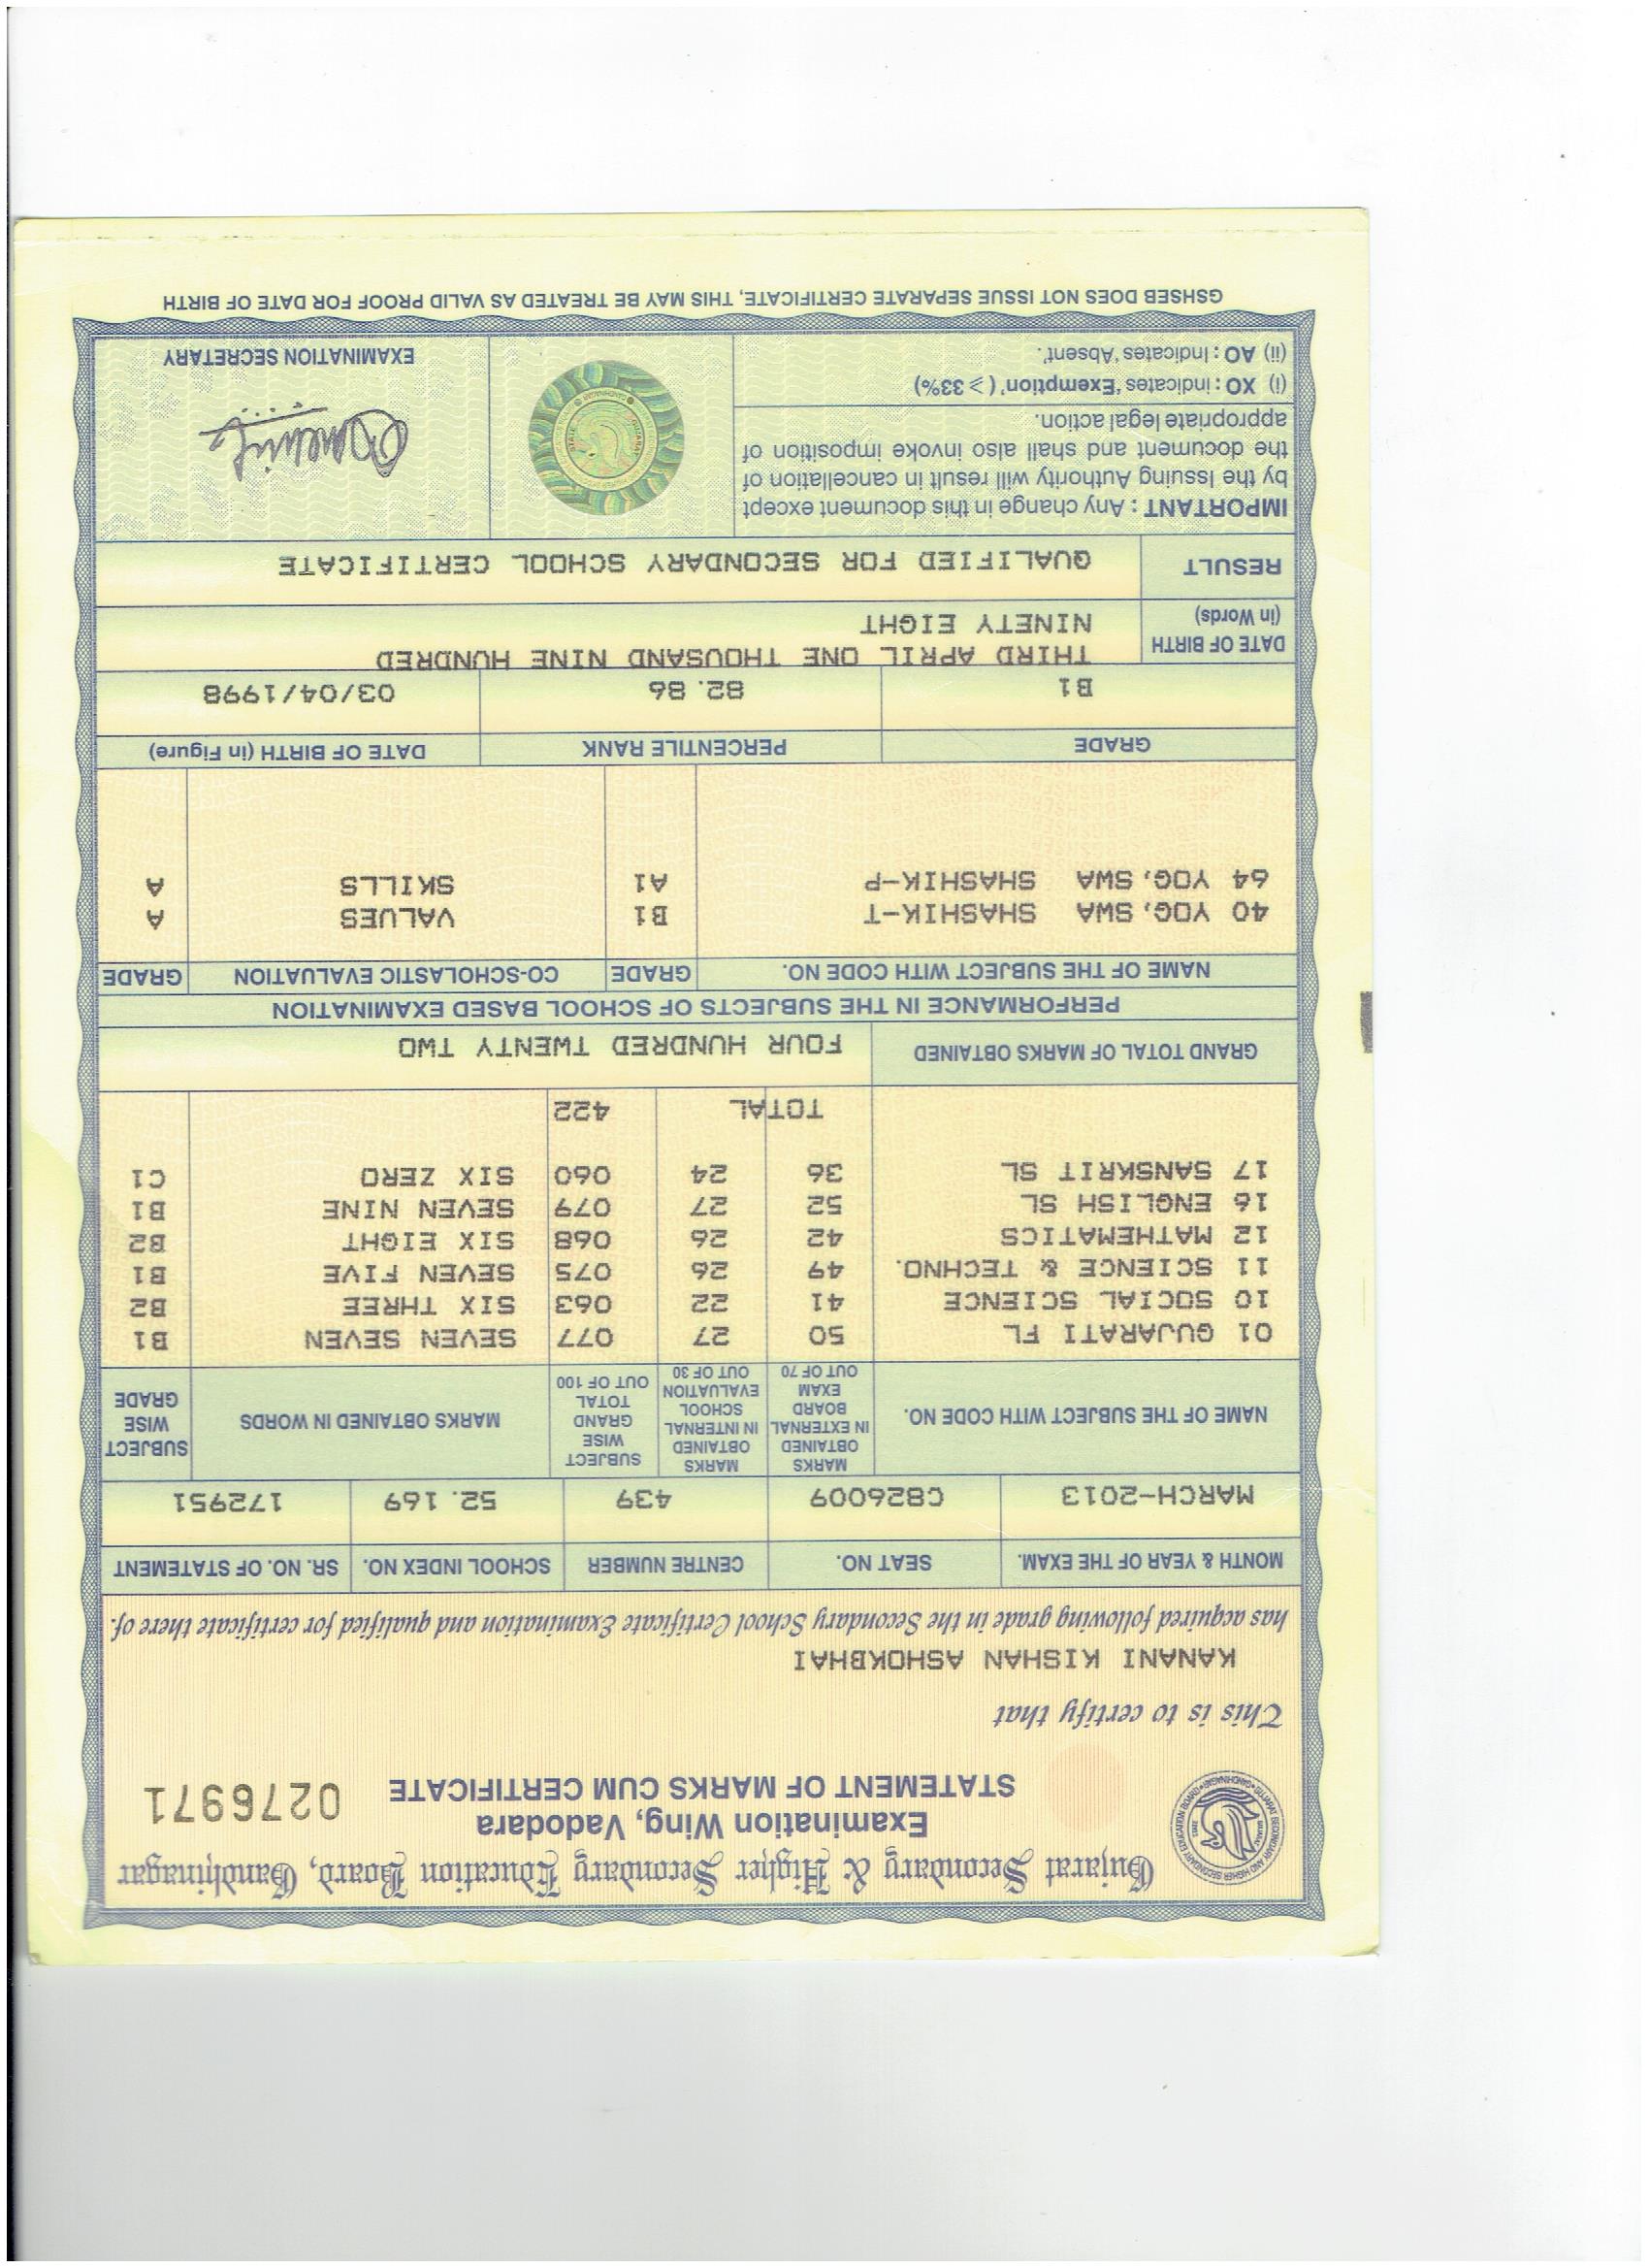 Gujarat Secondary & Higher Secondary Education Board, Gandhinagar
Examination Wing, Vadodara
STATEMENT OF MARKS CUM CERTIFICATE 0276971
This is to certify that
KANANI KISHAN ASHOKBHAI
has acquired following grade in the Secondary School Certificate Examination and qualified for certificate there of.
MONTH & YEAR OF THE EXAM. SEAT NO. CENTRE NUMBER SCHOOL INDEX NO. SR. NO. OF STATEMENT
MARCH-2013 C826009 439 52.169 172951
NAME OF THE SUBJECT WITH CODE NO. MARKS OBTAINED IN EXTERNAL BOARD EXAM OUT OF 70 MARKS OBTAINED IN INTERNAL SCHOOL EVALUATION OUT OF 30 SUBJECT WISE GRAND TOTAL OUT OF 100 MARKS OBTAINED IN WORDS SUBJECT WISE GRADE
01 GUJARATI FL 50 27 077 SEVEN SEVEN B1
10 SOCIAL SCIENCE 41 22 063 SIX THREE B2
11 SCIENCE & TECHNO. 49 26 075 SEVEN FIVE B1
12 MATHEMATICS 42 26 068 SIX EIGHT B2
16 ENGLISH SL 52 27 079 SEVEN NINE B1
17 SANSKRIT SL 36 24 060 SIX ZERO C1
TOTAL 422
GRAND TOTAL OF MARKS OBTAINED FOUR HUNDRED TWENTY TWO
PERFORMANCE IN THE SUBJECTS OF SCHOOL BASED EXAMINATION
NAME OF THE SUBJECT WITH CODE NO. GRADE CO-SCHOLASTIC EVALUATION GRADE
40 YOG, SWA SHASHIK-T B1 VALUES A
64 YOG, SWA SHASHIK-P A1 SKILLS A
GRADE PERCENTILE RANK DATE OF BIRTH (in Figure)
B1 82.86 03/04/1998
DATE OF BIRTH (in Words) THIRD APRIL ONE THOUSAND NINE HUNDRED
NINETY EIGHT
RESULT QUALIFIED FOR SECONDARY SCHOOL CERTIFICATE
IMPORTANT : Any change in this document except
by the Issuing Authority will result in cancellation of
the document and shall also invoke imposition of
appropriate legal action.
(i) XO : indicates 'Exemption' (⩾ 33%)
(ii) AO : Indicates 'Absent'.
EXAMINATION SECRETARY
GSHSEB DOES NOT ISSUE SEPARATE CERTIFICATE, THIS MAY BE TREATED AS VALID PROOF FOR DATE OF BIRTH